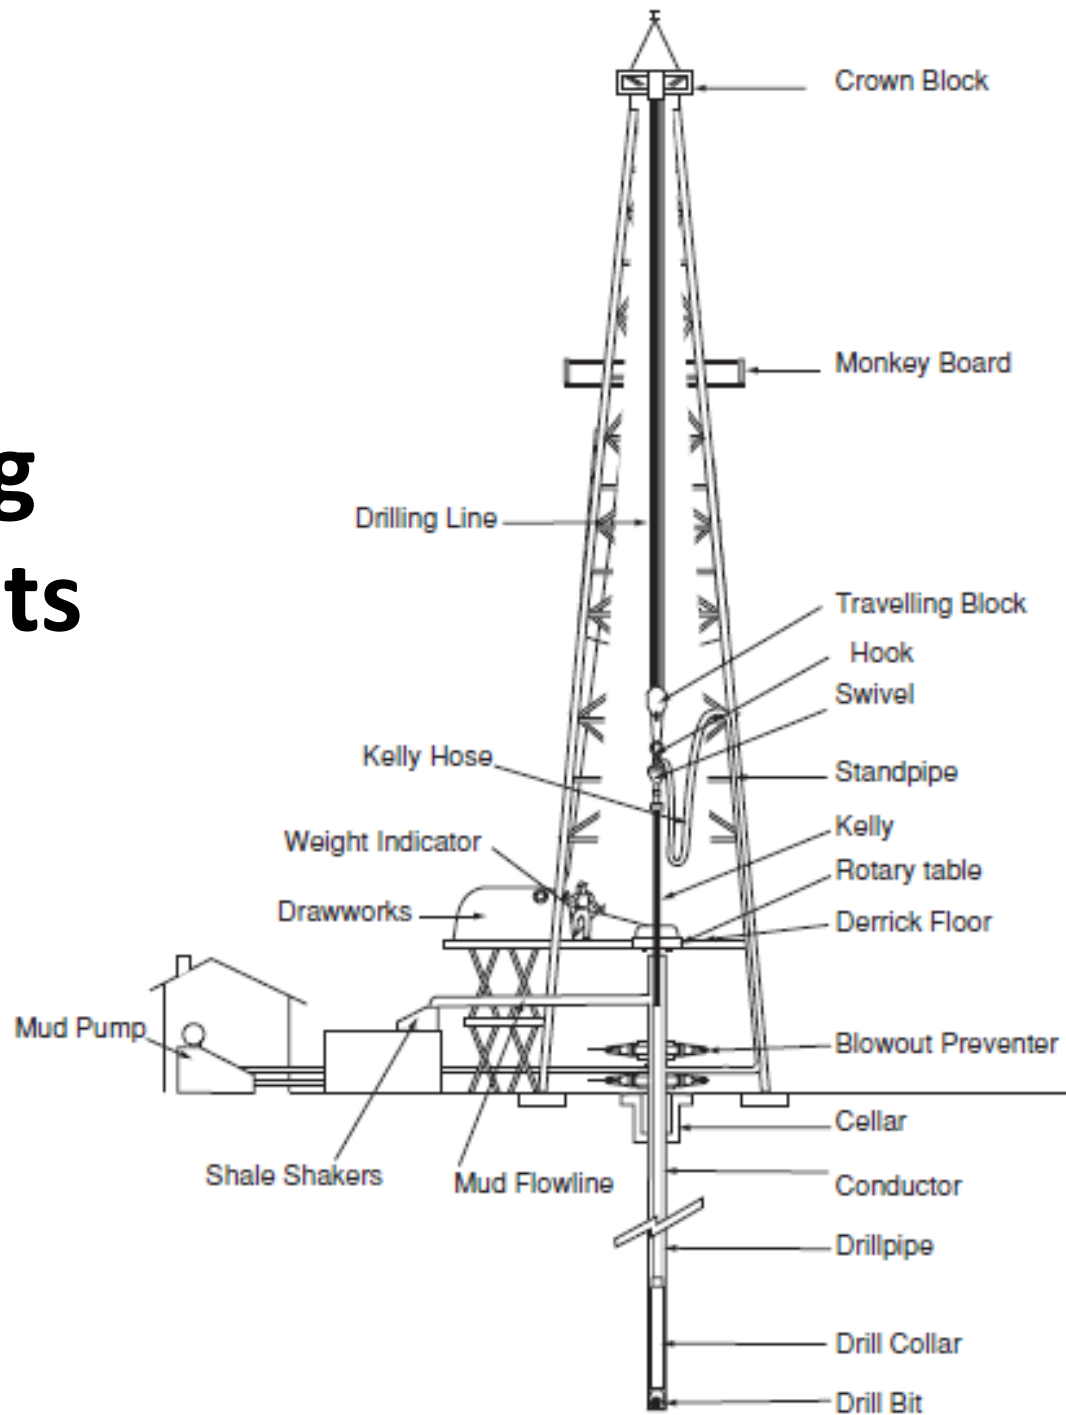 Crown Block
Monkey Board
g
Drilling Line
ts
Travelling Block
Hook
Swivel
Kelly Hose
Standpipe
Kelly
Weight Indicator
Rotary table
Drawworks
Derrick Floor
Mud Pump
Blowout Preventer
Cellar
Shale Shakers
Mud Flowline
Conductor
Drillpipe
Drill Collar
Drill Bit